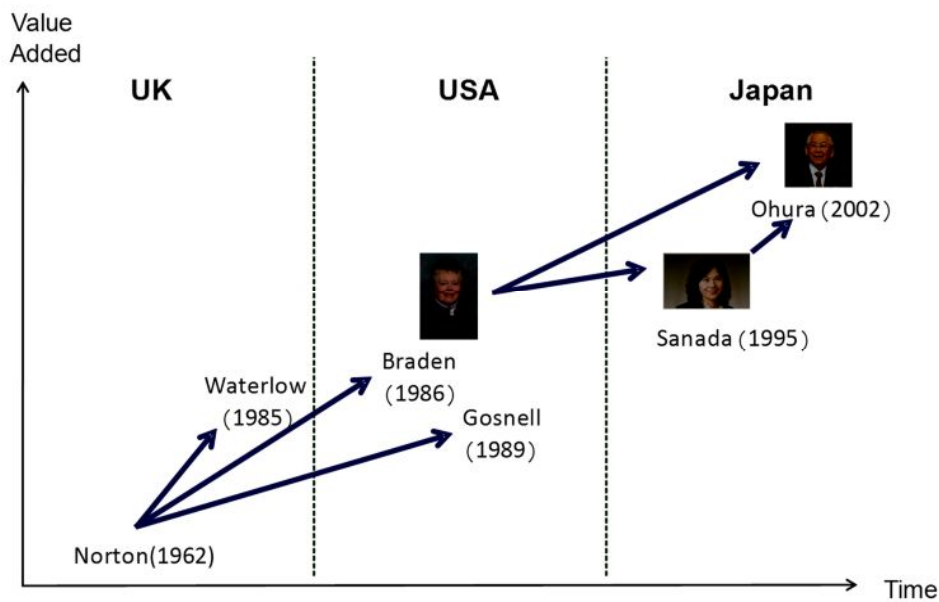 Value
Added
UK
USA
Japan
Ohura (2002)
Sanada (1995)
Braden
(1986)
Waterlow
(1985)
Gosnell
(1989)
Norton(1962)
Time